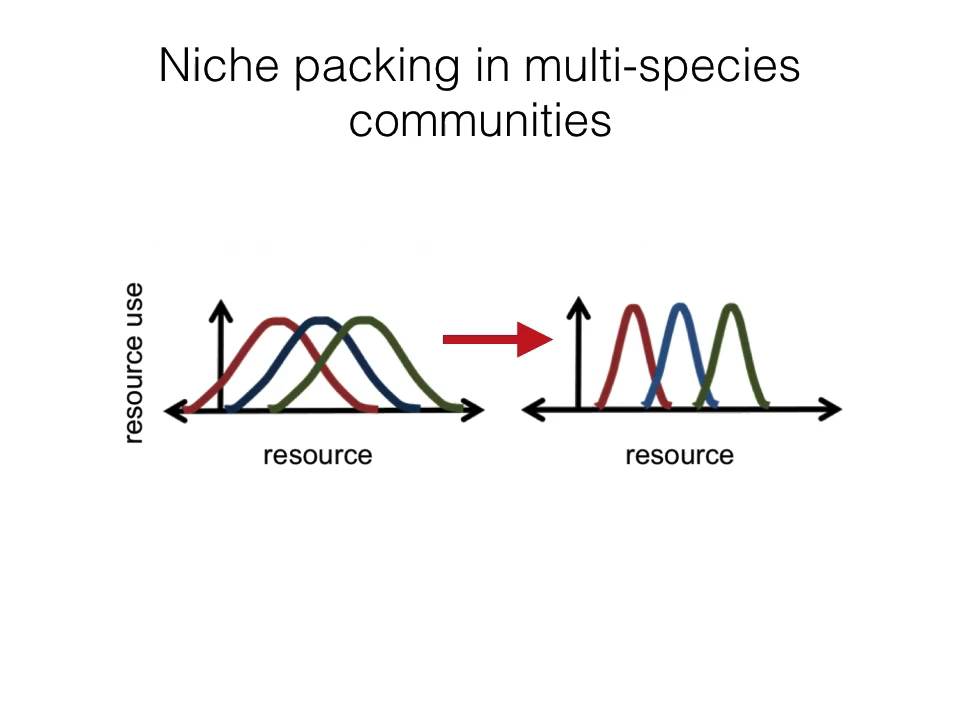 Niche packing in multi-species
communities
resource use
resource
resource